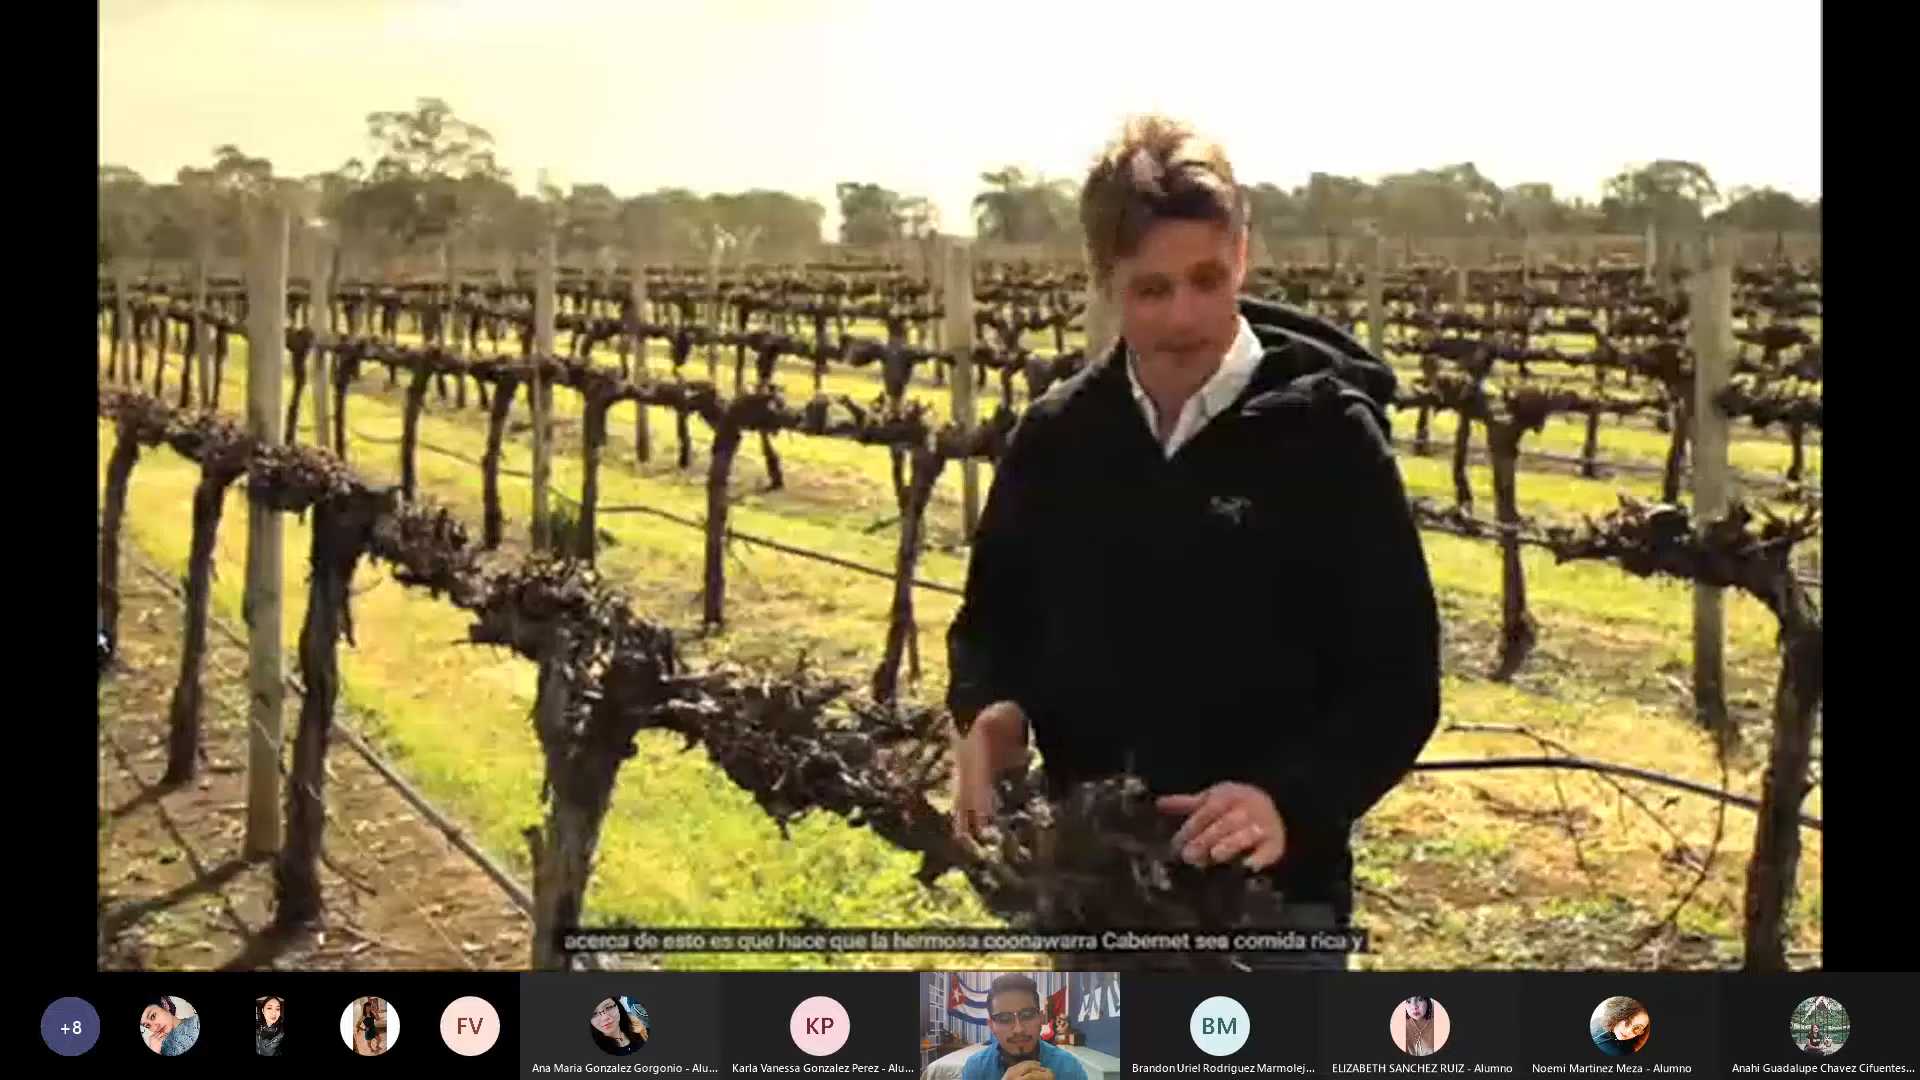 acerca de esto es que hace que la hermosa coonawarra Cabernet sea comida rica y
+8
FV
KP
BM
Ana Maria Gonzalez Gorgonio - Alu...
Karla Vanessa Gonzalez Perez - Alu...
Brandon Uriel Rodriguez Marmolej...
ELIZABETH SANCHEZ RUIZ - Alumno
Noemi Martinez Meza - Alumno
Anahi Guadalupe Chavez Cifuentes...